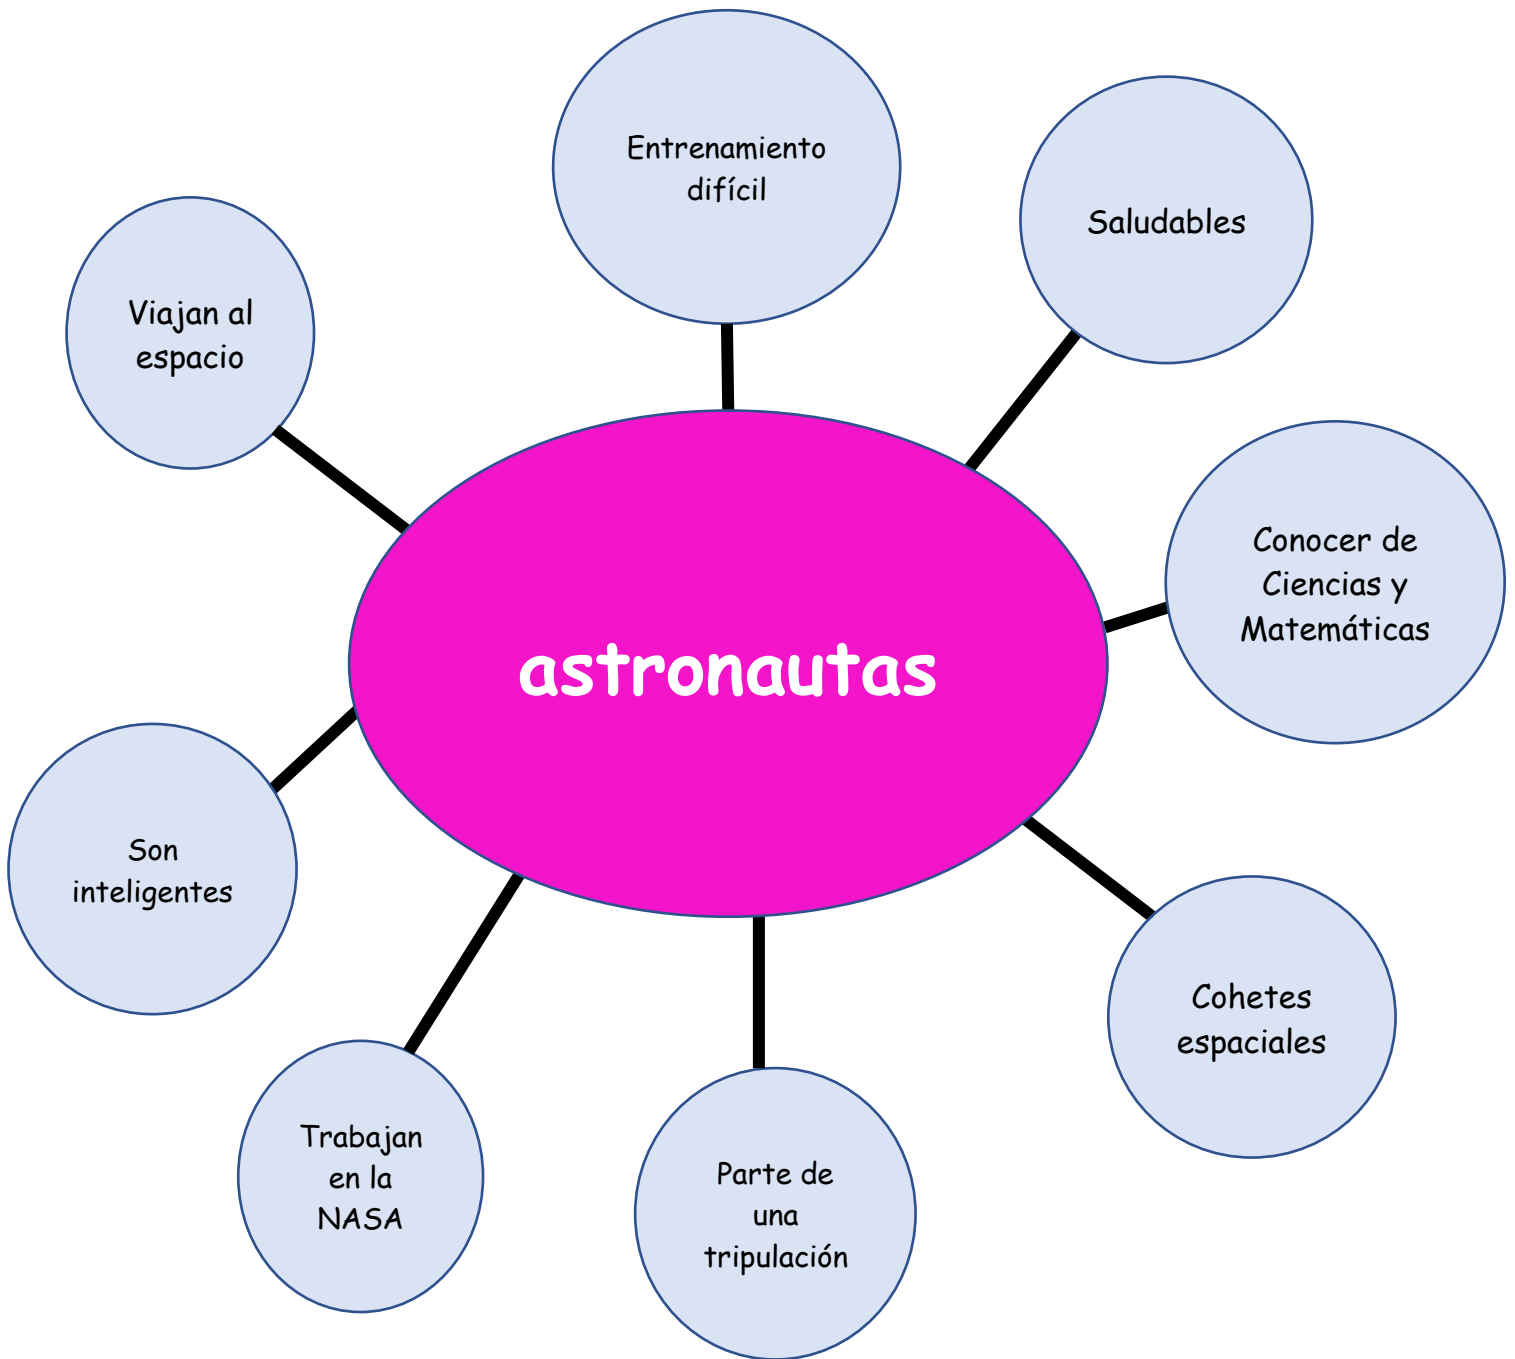 Entrenamiento
difícil
Saludables
Viajan al
espacio
Conocer de
Ciencias y
Matemáticas
astronautas
Son
inteligentes
Cohetes
espaciales
Trabajan
en la
NASA
Parte de
una
tripulación